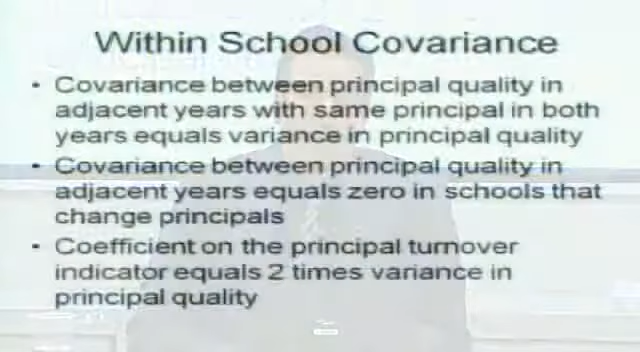 Within School Covariance
• Covariance between principal quality in
adjacent years with same principal in both
years equals variance in principal quality
• Covariance between principal quality in
adjacent years equals zero in schools that
change principals
• Coefficient on the principal turnover
indicator equals 2 times variance in
principal quality